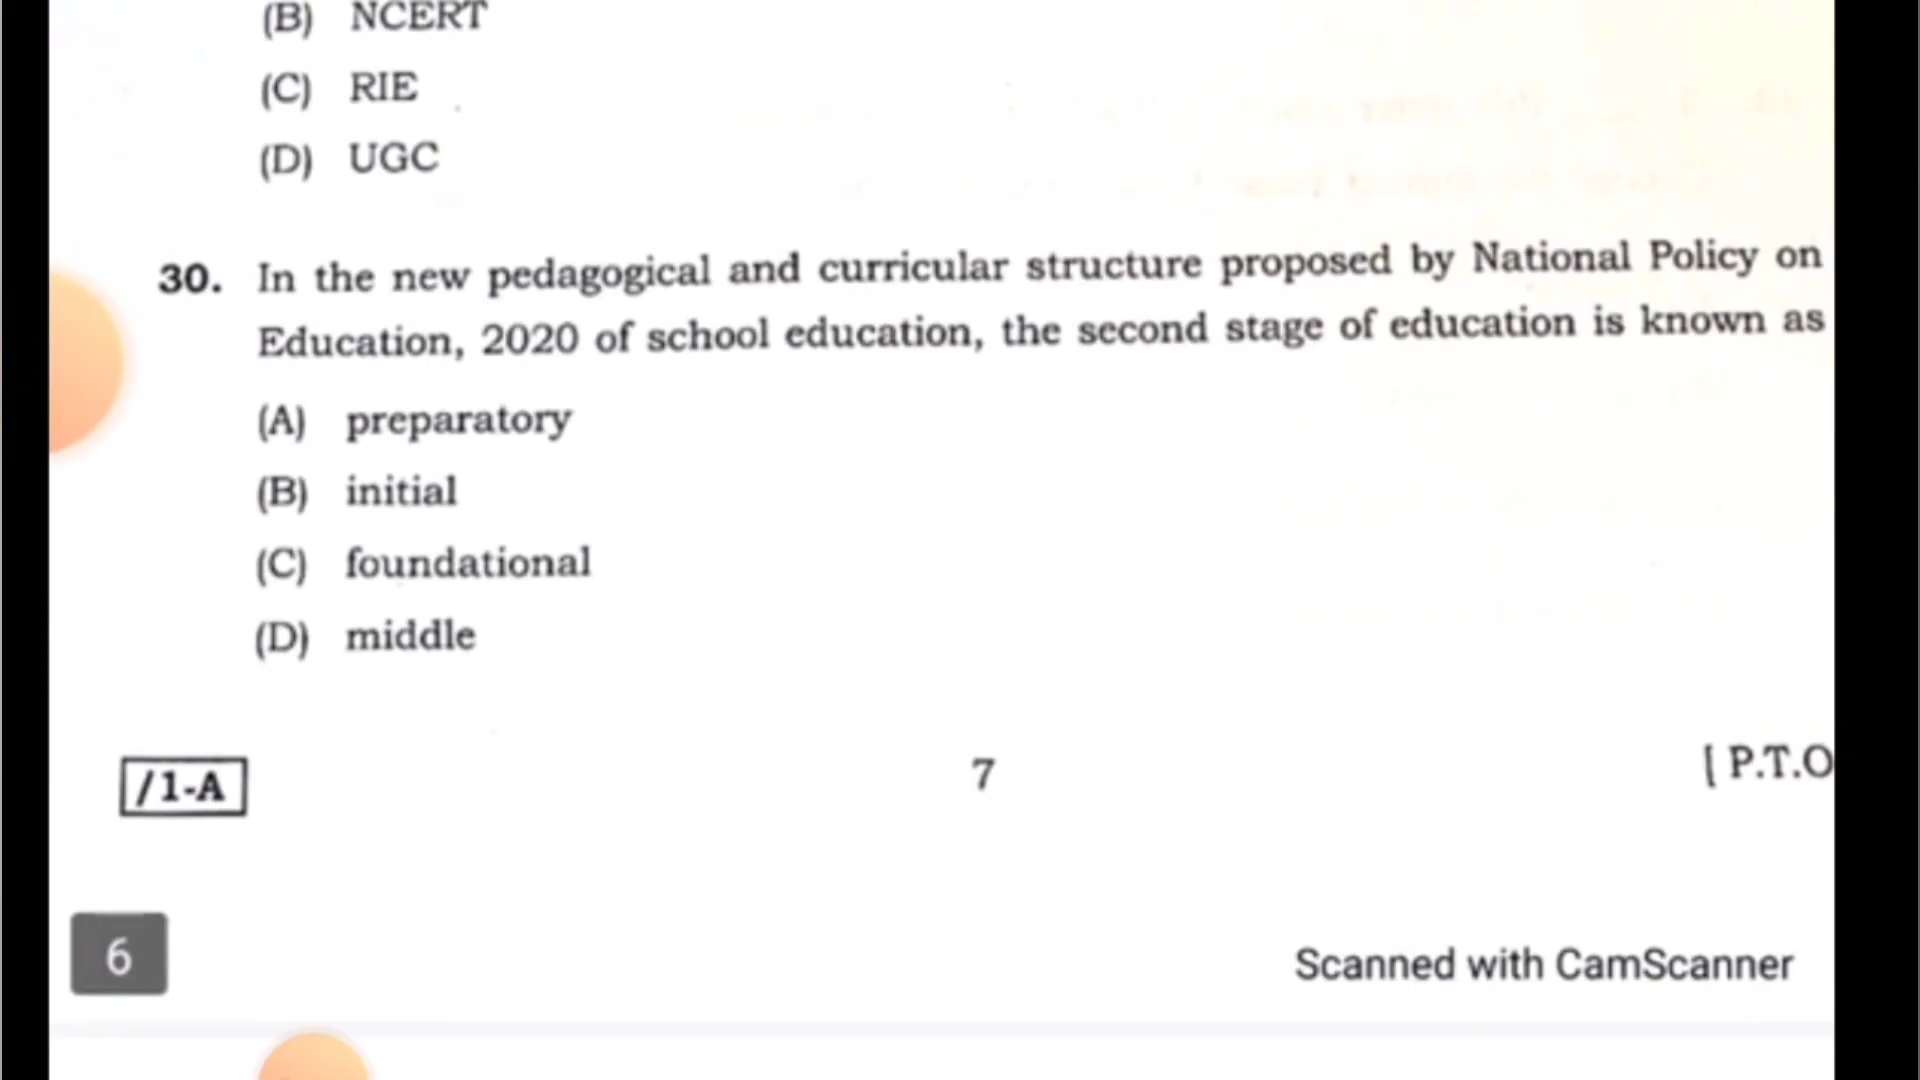 (B) NCERT
(C) RIE
(D) UGC
30. In the new pedagogical and curricular structure proposed by National Policy on
Education, 2020 of school education, the second stage of education is known as
(A) preparatory
(B) initial
(C) foundational
(D) middle
/1-A
7
[ P.T.O
6
Scanned with CamScanner